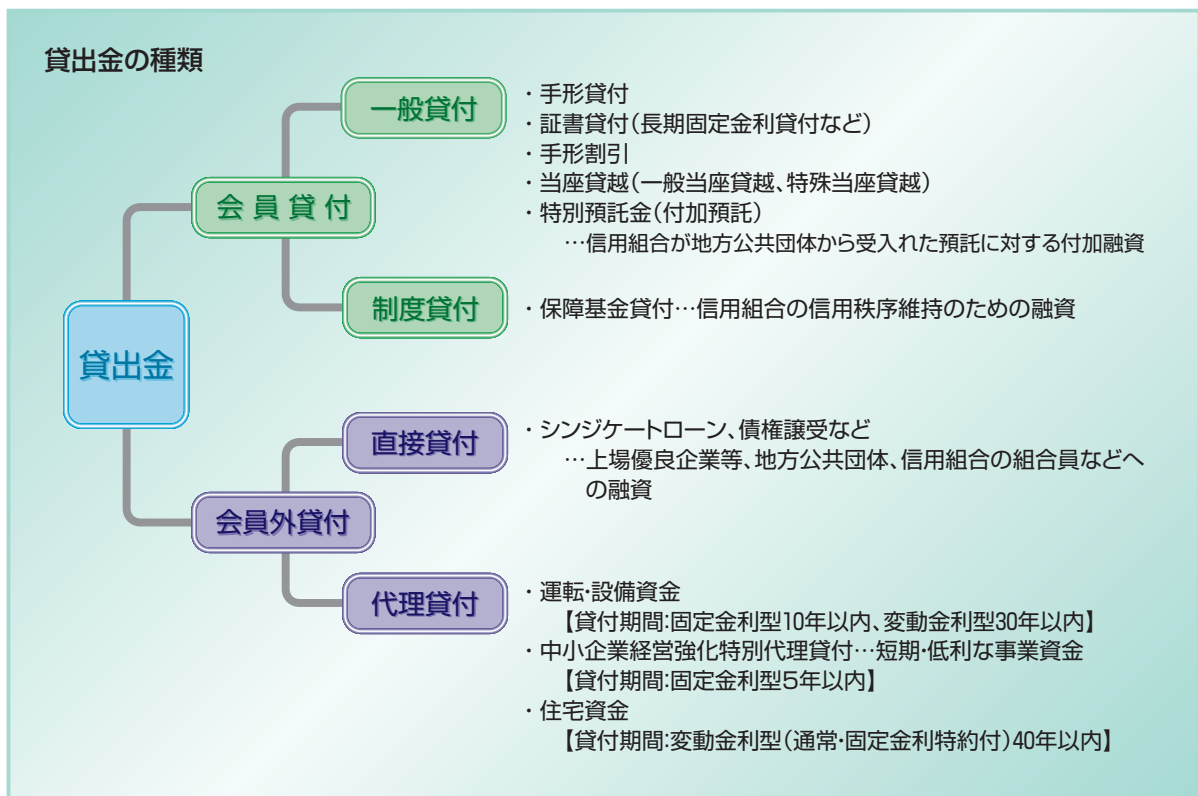 貸出金の種類
貸出金
会員貸付
一般貸付
・手形貸付
・証書貸付(長期固定金利貸付など)
・手形割引
・当座貸越(一般当座貸越、特殊当座貸越)
・特別預託金(付加預託)
…信用組合が地方公共団体から受入れた預託に対する付加融資
制度貸付
・保障基金貸付…信用組合の信用秩序維持のための融資
会員外貸付
直接貸付
・シンジケートローン、債権譲受など
…上場優良企業等、地方公共団体、信用組合の組合員などへ
の融資
代理貸付
・運転・設備資金
【貸付期間:固定金利型10年以内、変動金利型30年以内】
・中小企業経営強化特別代理貸付…短期・低利な事業資金
【貸付期間:固定金利型5年以内】
・住宅資金
【貸付期間:変動金利型(通常・固定金利特約付)40年以内】